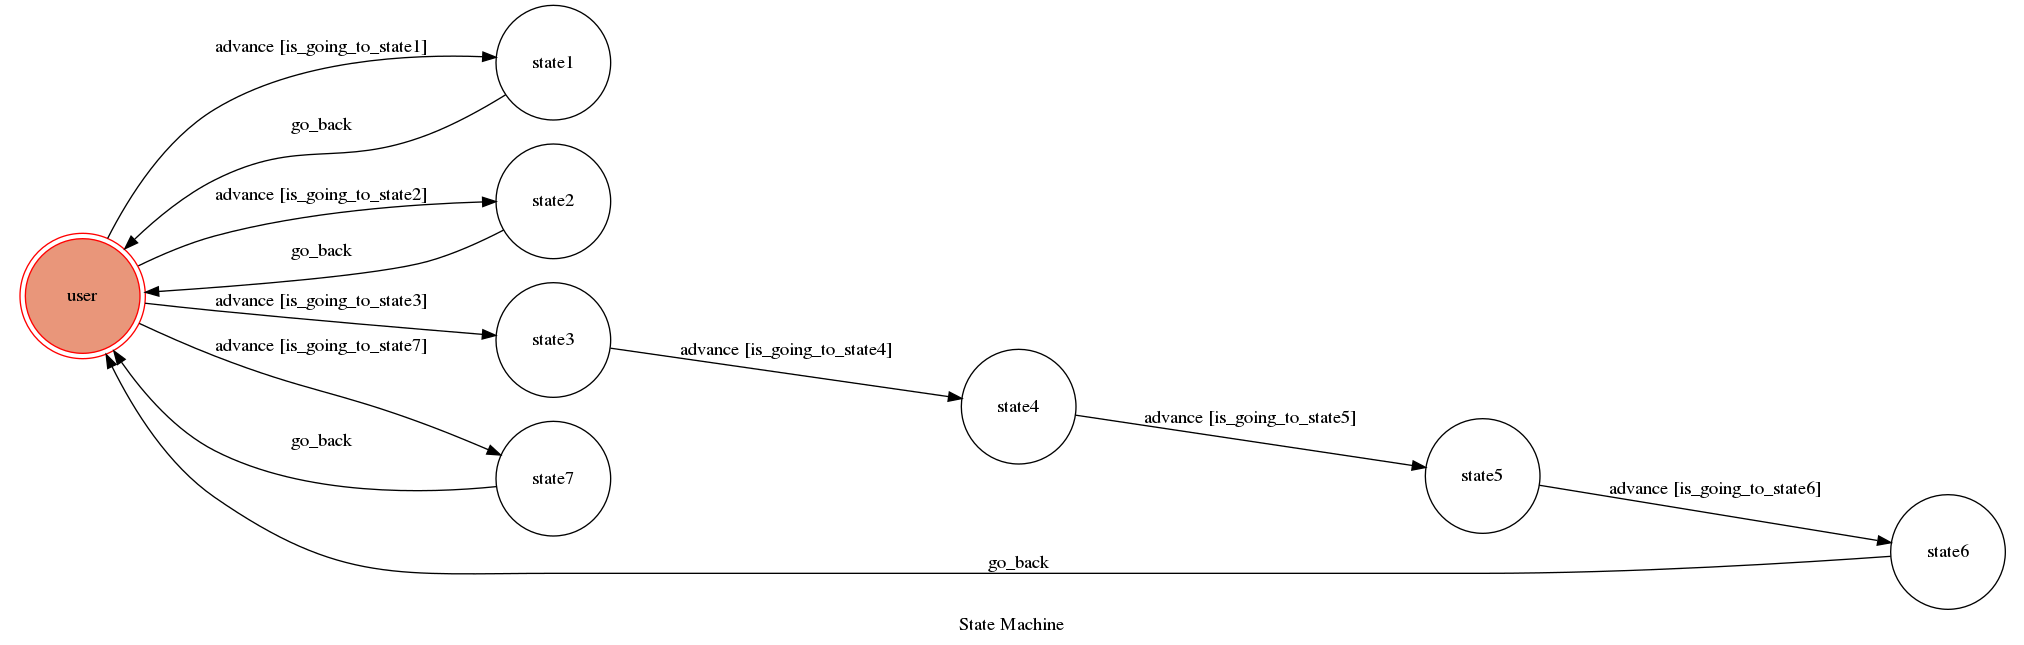 advance [is_going_to_state1]
state1
go_back
advance [is_going_to_state2]
state2
go_back
user
advance [is_going_to_state3]
state3
advance [is_going_to_state7]
advance [is_going_to_state4]
state4
advance [is_going_to_state5]
go_back
state7
state5
advance [is_going_to_state6]
state6
go_back
State Machine